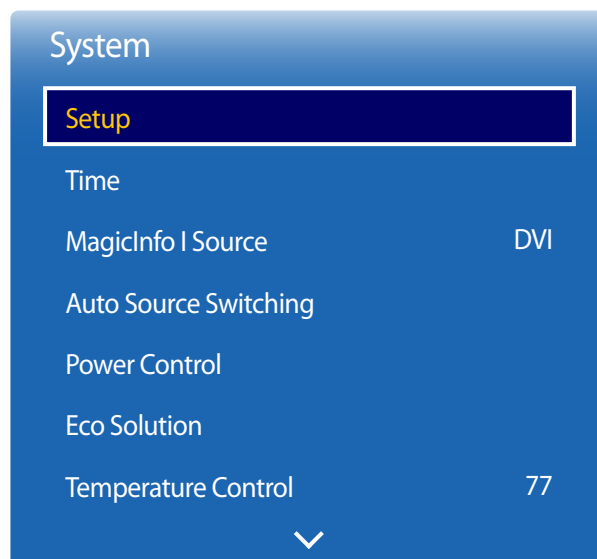 System
Setup
Time
MagicInfo I Source DVI
Auto Source Switching
Power Control
Eco Solution
Temperature Control 77